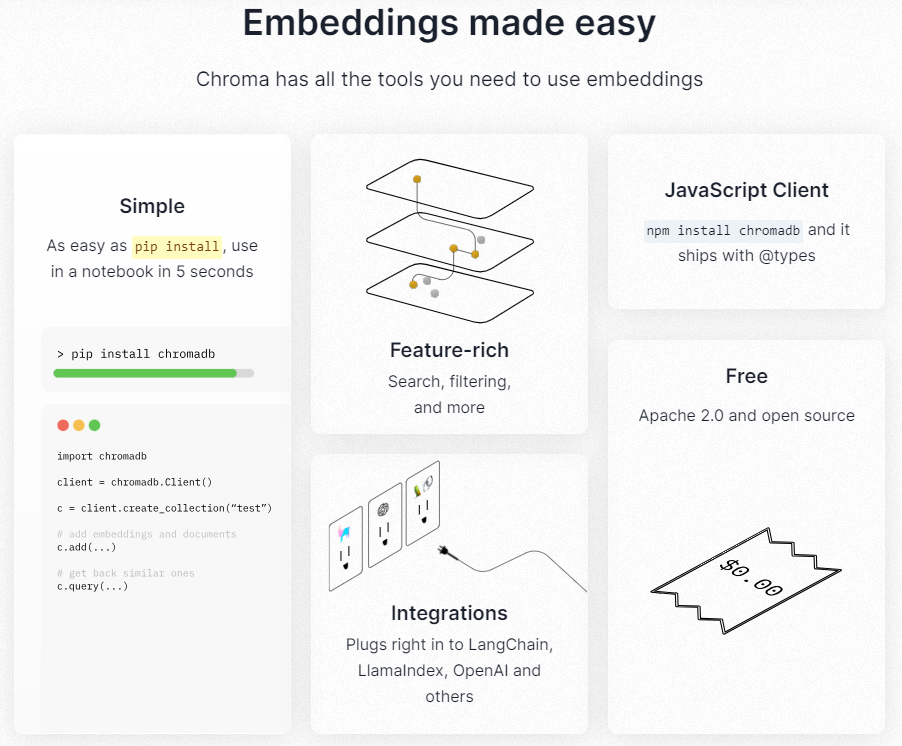 Embeddings made easy
Chroma has all the tools you need to use embeddings
Simple
As easy as pip install, use
in a notebook in 5 seconds
> pip install chromadb
import chromadb
client = chromadb.Client()
c = client.create_collection(“test”)
# add embeddings and documents
c.add(...)
# get back similar ones
c.query(...)
Feature-rich
Search, filtering,
and more
Integrations
Plugs right in to LangChain,
LlamaIndex, OpenAI and
others
JavaScript Client
npm install chromadb and it
ships with @types
Free
Apache 2.0 and open source
$0.00